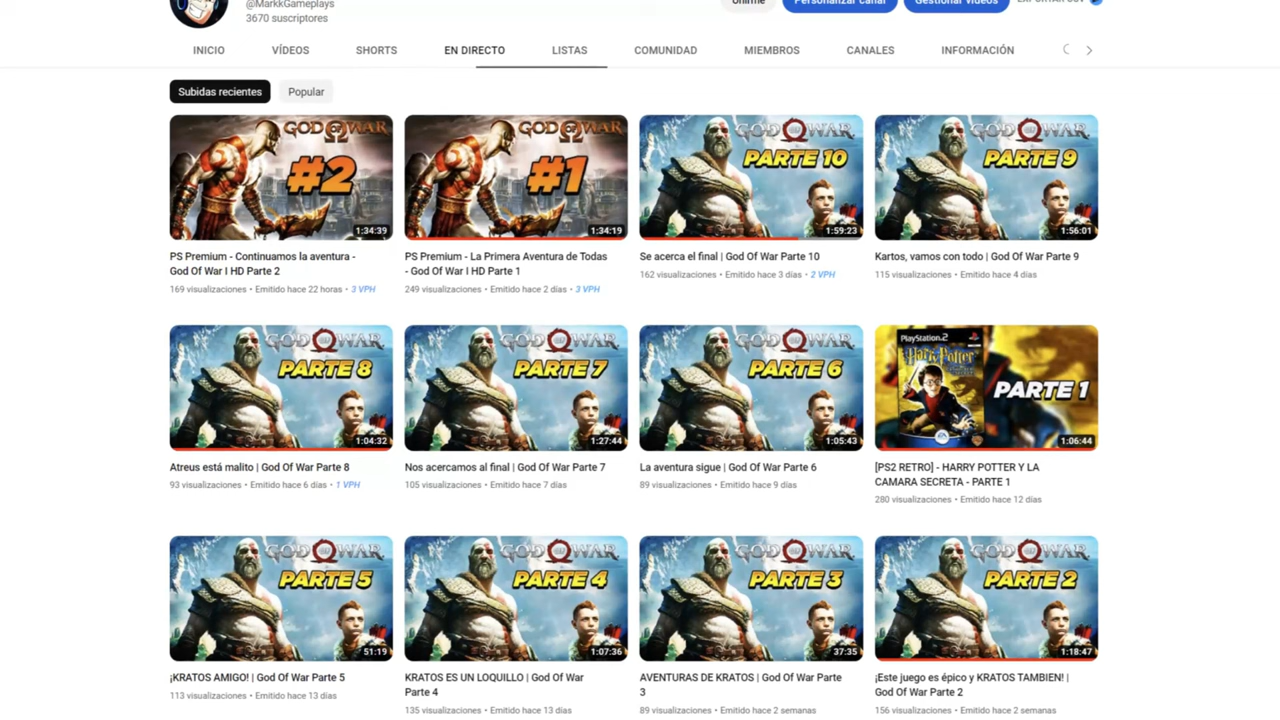 @MarkkGameplays
3670 suscriptores
Unirme
Personalizar canal
Gestionar vídeos
INICIO
VÍDEOS
SHORTS
EN DIRECTO
LISTAS
COMUNIDAD
MIEMBROS
CANALES
INFORMACIÓN
Subidas recientes
Popular
GOD OF WAR
#2
1:34:39
PS Premium - Continuamos la aventura -
God Of War I HD Parte 2
169 visualizaciones • Emitido hace 22 horas • 3 VPH
GOD OF WAR
#1
1:34:19
PS Premium - La Primera Aventura de Todas
- God Of War I HD Parte 1
249 visualizaciones • Emitido hace 2 días • 3 VPH
GOD OF WAR
PARTE 10
1:59:23
Se acerca el final | God Of War Parte 10
162 visualizaciones • Emitido hace 3 días • 2 VPH
GOD OF WAR
PARTE 9
1:56:01
Kartos, vamos con todo | God Of War Parte 9
115 visualizaciones • Emitido hace 4 días
GOD OF WAR
PARTE 8
1:04:32
Atreus está malito | God Of War Parte 8
93 visualizaciones • Emitido hace 6 días • 1 VPH
GOD OF WAR
PARTE 7
1:27:44
Nos acercamos al final | God Of War Parte 7
105 visualizaciones • Emitido hace 7 días
GOD OF WAR
PARTE 6
1:05:43
La aventura sigue | God Of War Parte 6
89 visualizaciones • Emitido hace 9 días
PlayStation.2
Harry Potter
PARTE 1
EA
1:06:44
[PS2 RETRO] - HARRY POTTER Y LA
CAMARA SECRETA - PARTE 1
280 visualizaciones • Emitido hace 12 días
GOD OF WAR
PARTE 5
51:19
¡KRATOS AMIGO! | God Of War Parte 5
113 visualizaciones • Emitido hace 13 días
GOD OF WAR
PARTE 4
1:07:36
KRATOS ES UN LOQUILLO | God Of War
Parte 4
135 visualizaciones • Emitido hace 13 días
GOD OF WAR
PARTE 3
37:35
AVENTURAS DE KRATOS | God Of War Parte
3
89 visualizaciones • Emitido hace 2 semanas
GOD OF WAR
PARTE 2
1:18:47
¡Este juego es épico y KRATOS TAMBIEN! |
God Of War Parte 2
156 visualizaciones • Emitido hace 2 semanas